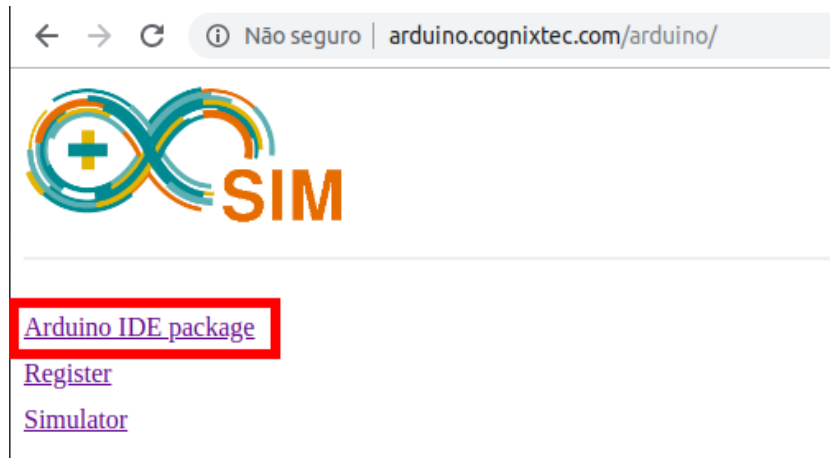 Não seguro | arduino.cognixtec.com/arduino/
SIM
Arduino IDE package
Register
Simulator